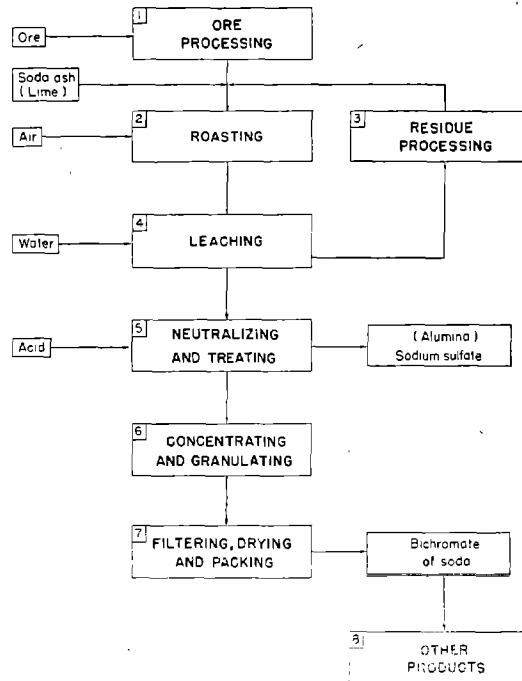 1
ORE
PROCESSING
Ore
Soda ash
(Lime)
2
ROASTING
Air
3
RESIDUE
PROCESSING
4
LEACHING
Water
5
NEUTRALIZING
AND TREATING
Acid
(Alumina)
Sodium sulfate
6
CONCENTRATING
AND GRANULATING
7
FILTERING, DRYING
AND PACKING
Bichromate
of soda
8
OTHER
PRODUCTS